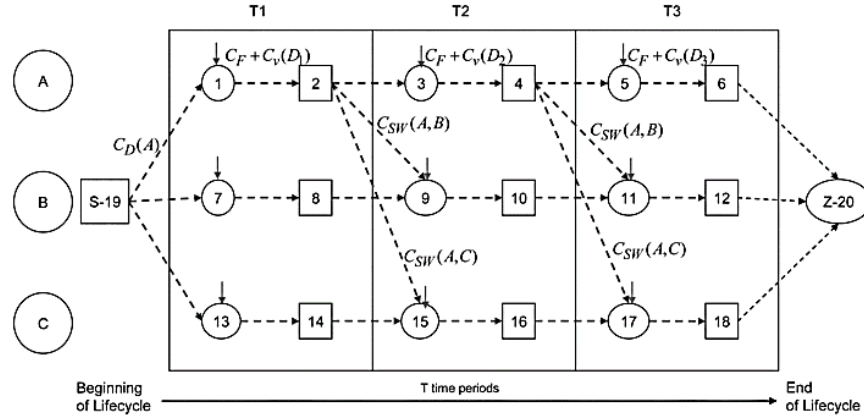 T1 T2 T3
A
C_F + C_v(D_1) C_F + C_v(D_2) C_F + C_v(D_3)
1 2 3 4 5 6
C_D(A)
C_SW(A,B) C_SW(A,B)
B
S-19 7 8 9 10 11 12 Z-20
C_SW(A,C) C_SW(A,C)
C
13 14 15 16 17 18
Beginning
of Lifecycle
T time periods
End
of Lifecycle